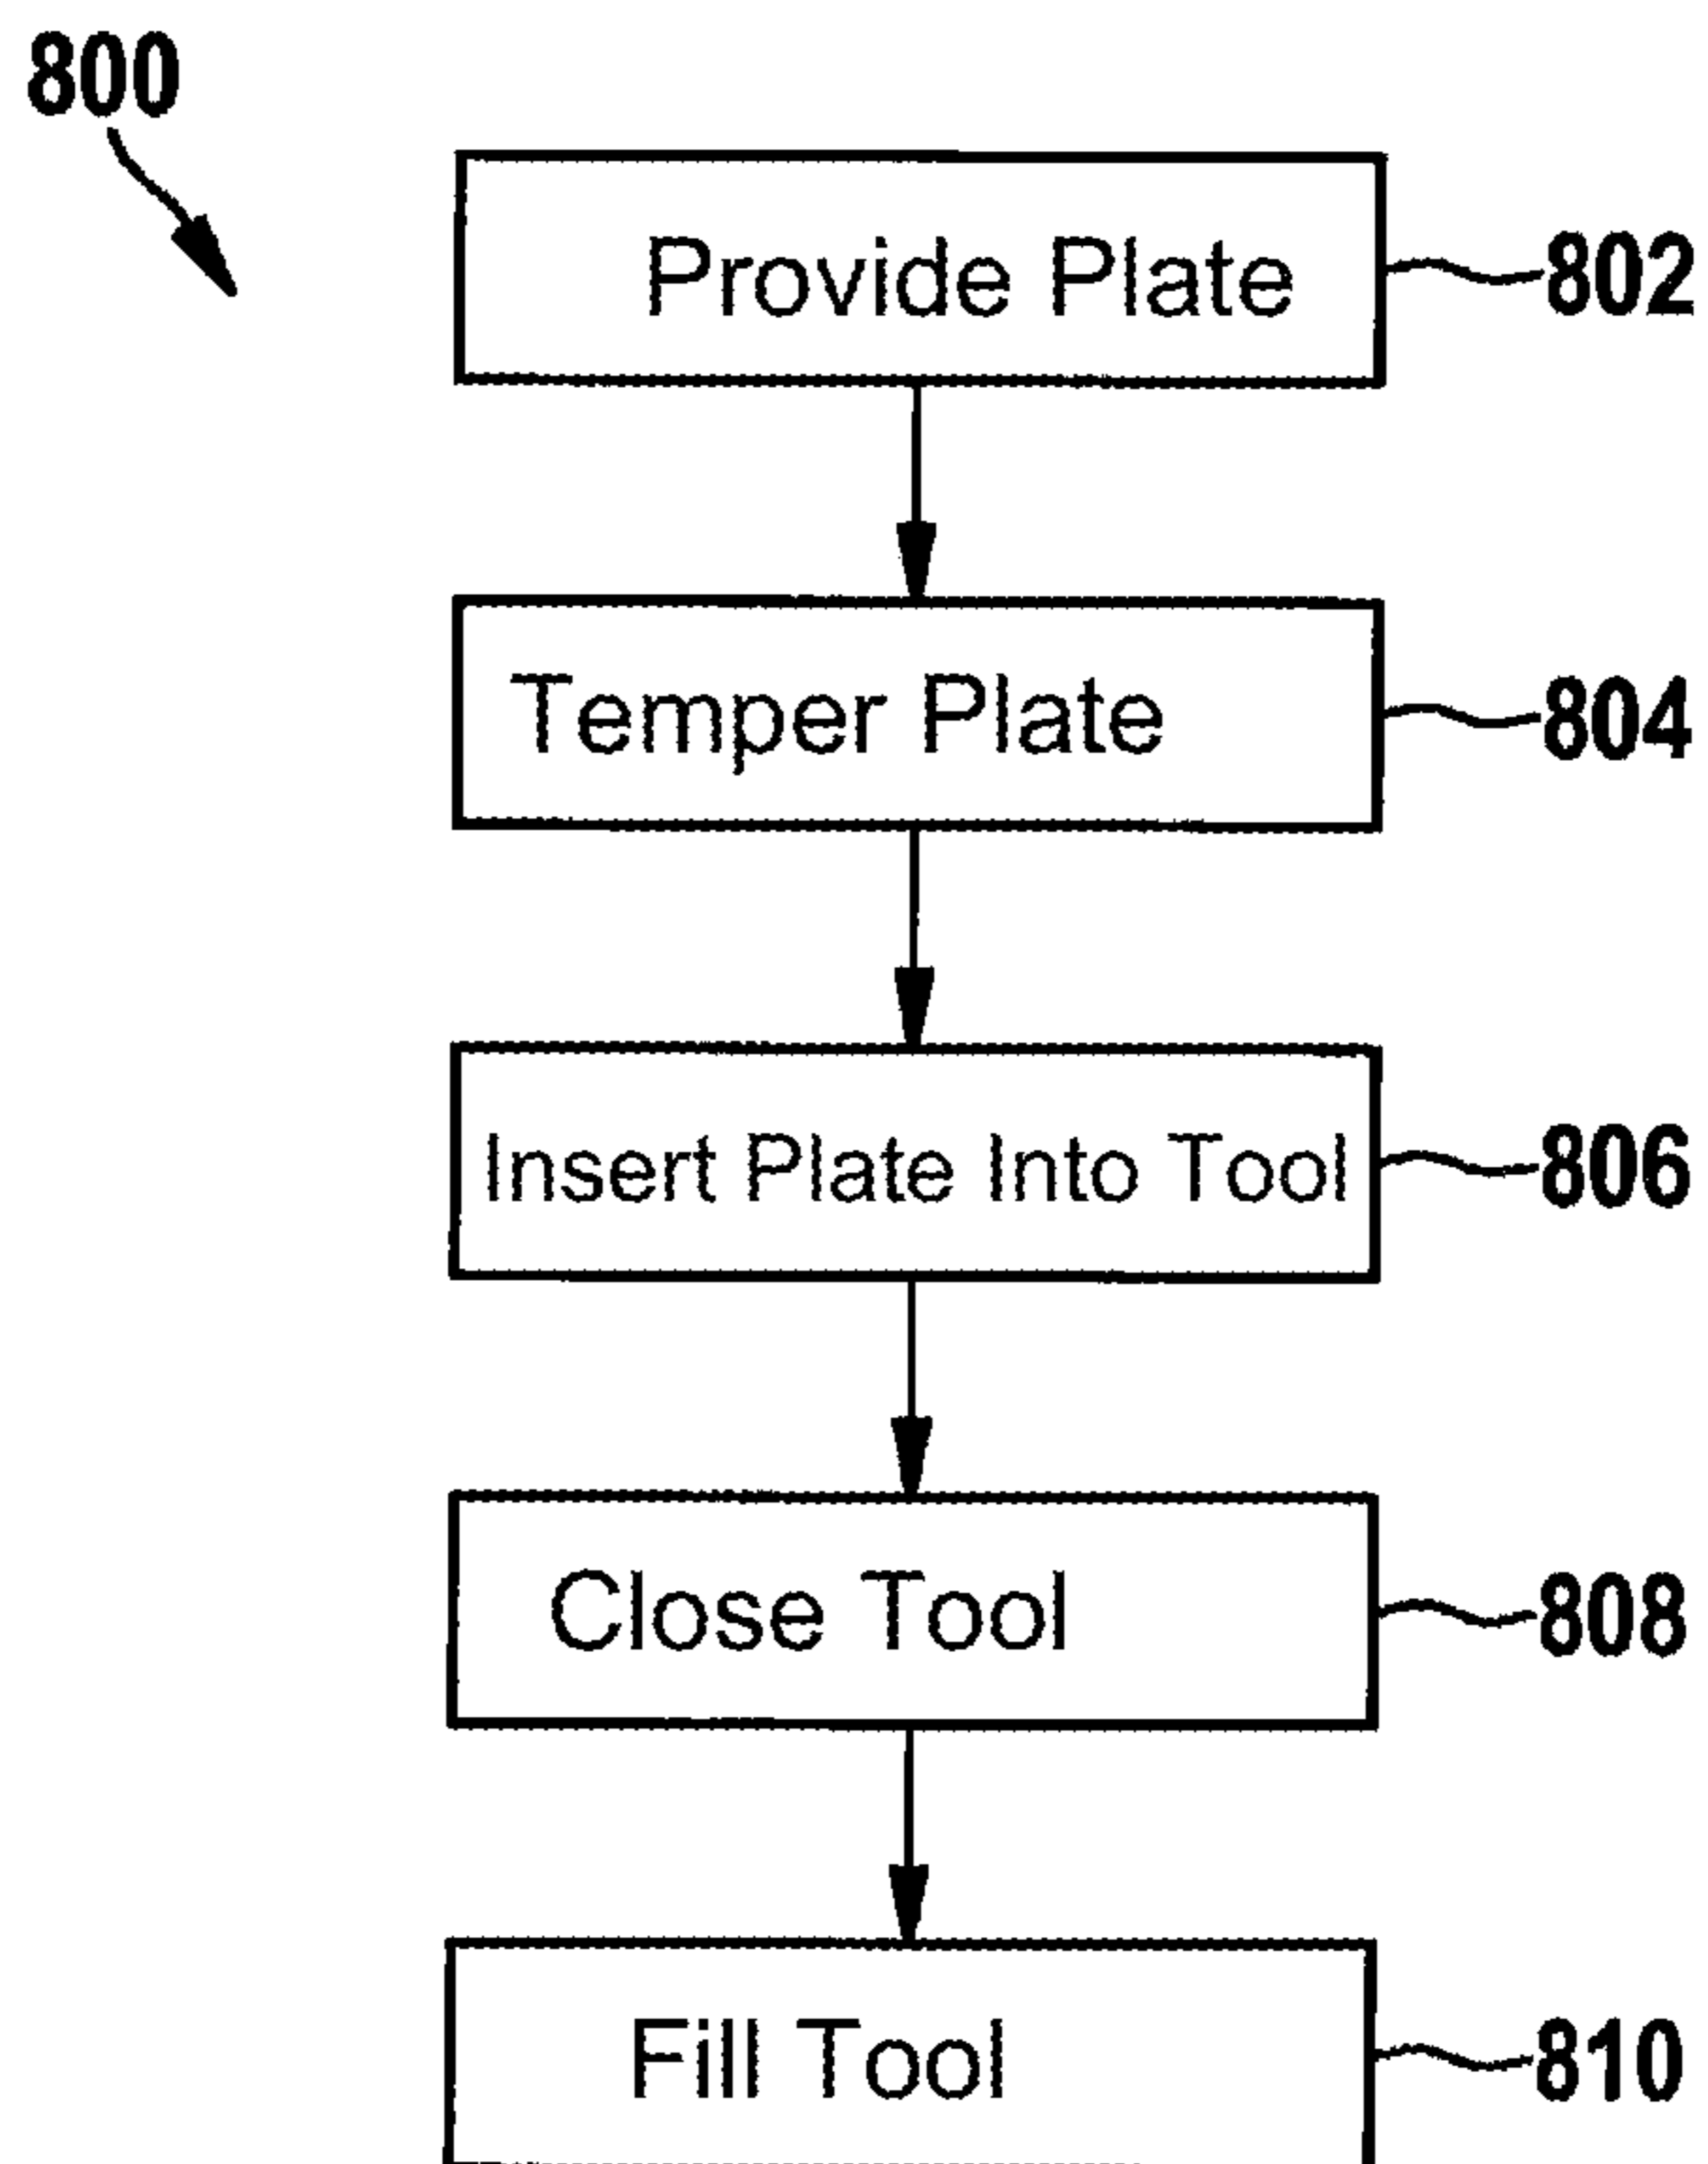 800
Provide Plate 802
Temper Plate 804
Insert Plate Into Tool 806
Close Tool 808
Fill Tool 810